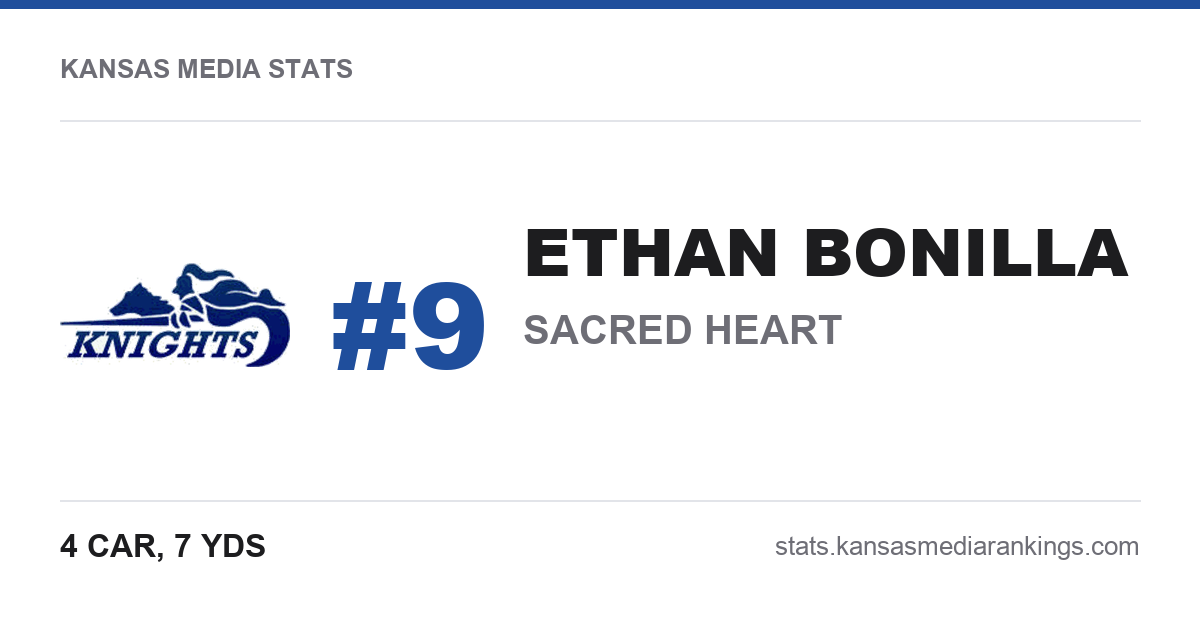 KANSAS MEDIA STATS
KNIGHTS
#9
ETHAN BONILLA
SACRED HEART
4 CAR, 7 YDS
stats.kansasmediarankings.com